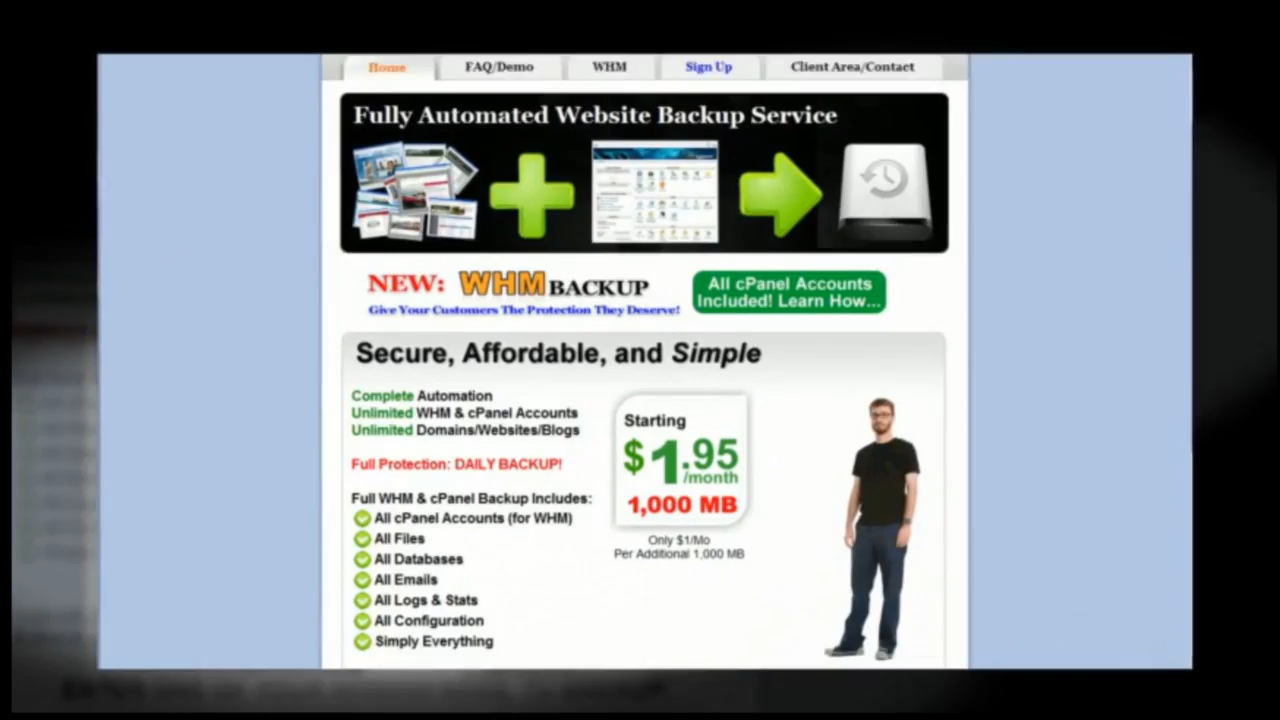 Home
FAQ/Demo
WHM
Sign Up
Client Area/Contact
Fully Automated Website Backup Service
NEW: WHM BACKUP
Give Your Customers The Protection They Deserve!
All cPanel Accounts
Included! Learn How...
Secure, Affordable, and Simple
Complete Automation
Unlimited WHM & cPanel Accounts
Unlimited Domains/Websites/Blogs
Full Protection: DAILY BACKUP!
Full WHM & cPanel Backup Includes:
All cPanel Accounts (for WHM)
All Files
All Databases
All Emails
All Logs & Stats
All Configuration
Simply Everything
Starting
$1.95
/month
1,000 MB
Only $1/Mo
Per Additional 1,000 MB